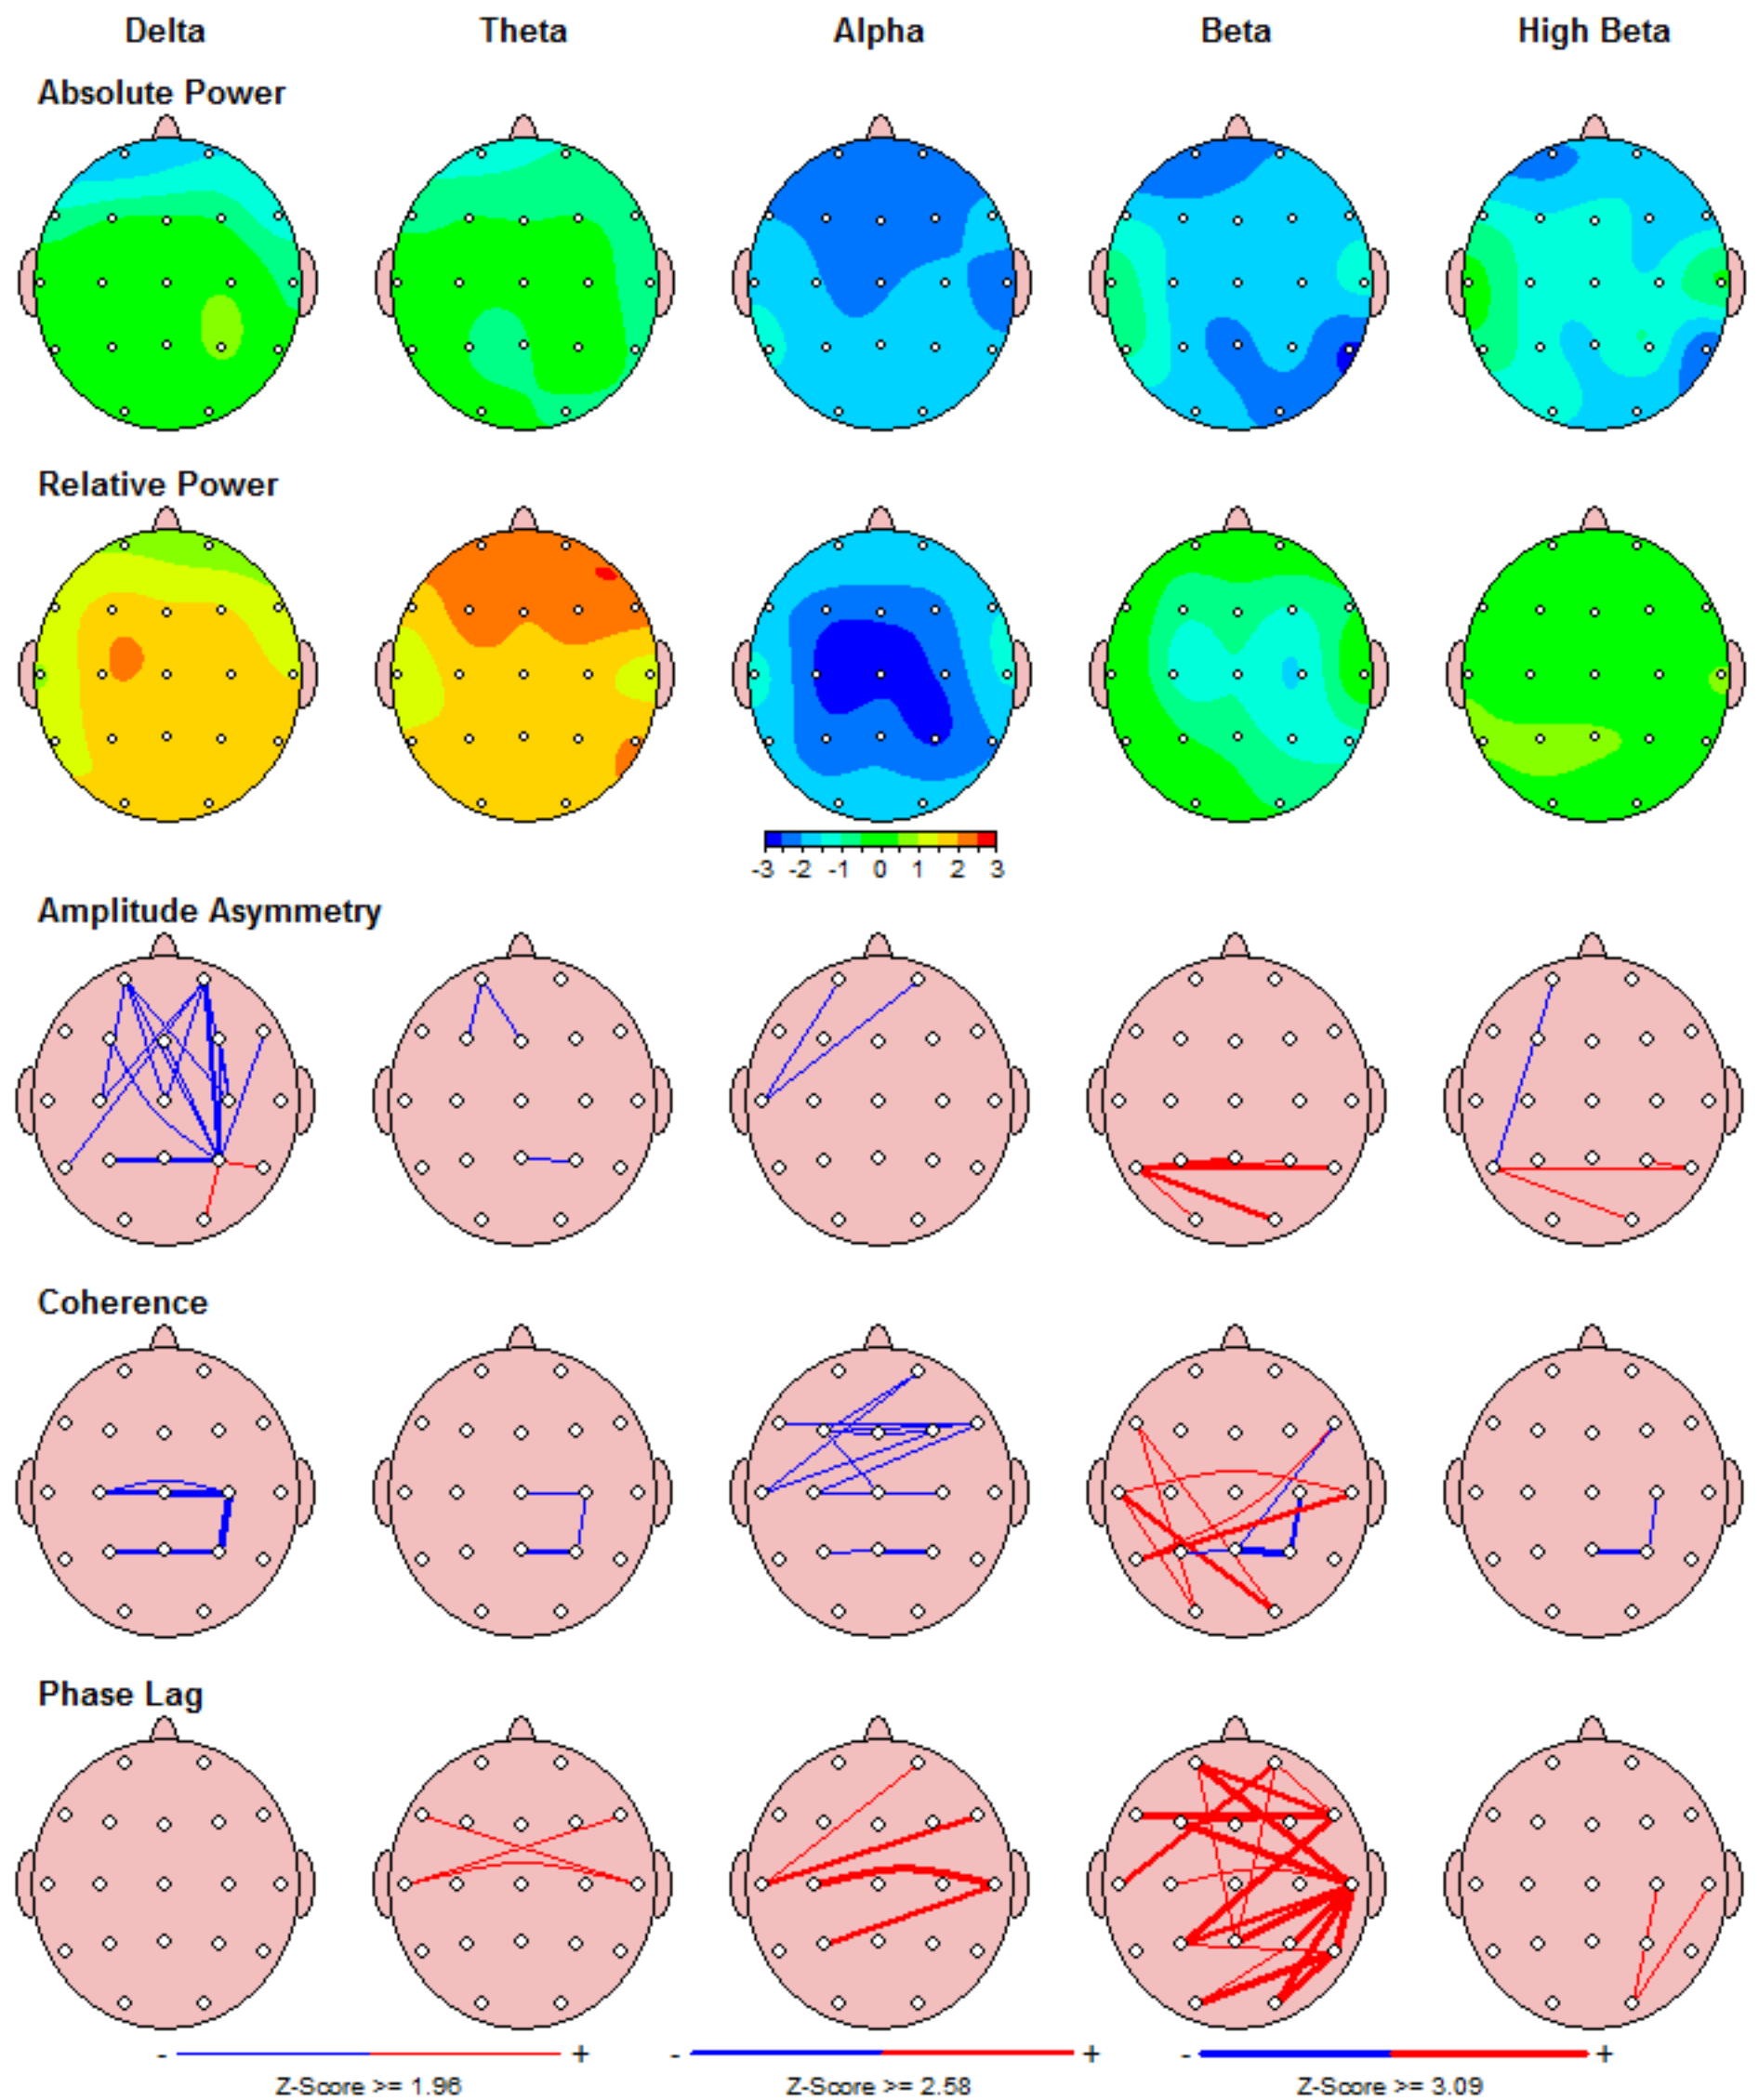 Delta Theta Alpha Beta High Beta
Absolute Power
Relative Power
-3 -2 -1 0 1 2 3
Amplitude Asymmetry
Coherence
Phase Lag
- + - + - +
Z-Score >= 1.96 Z-Score >= 2.58 Z-Score >= 3.09